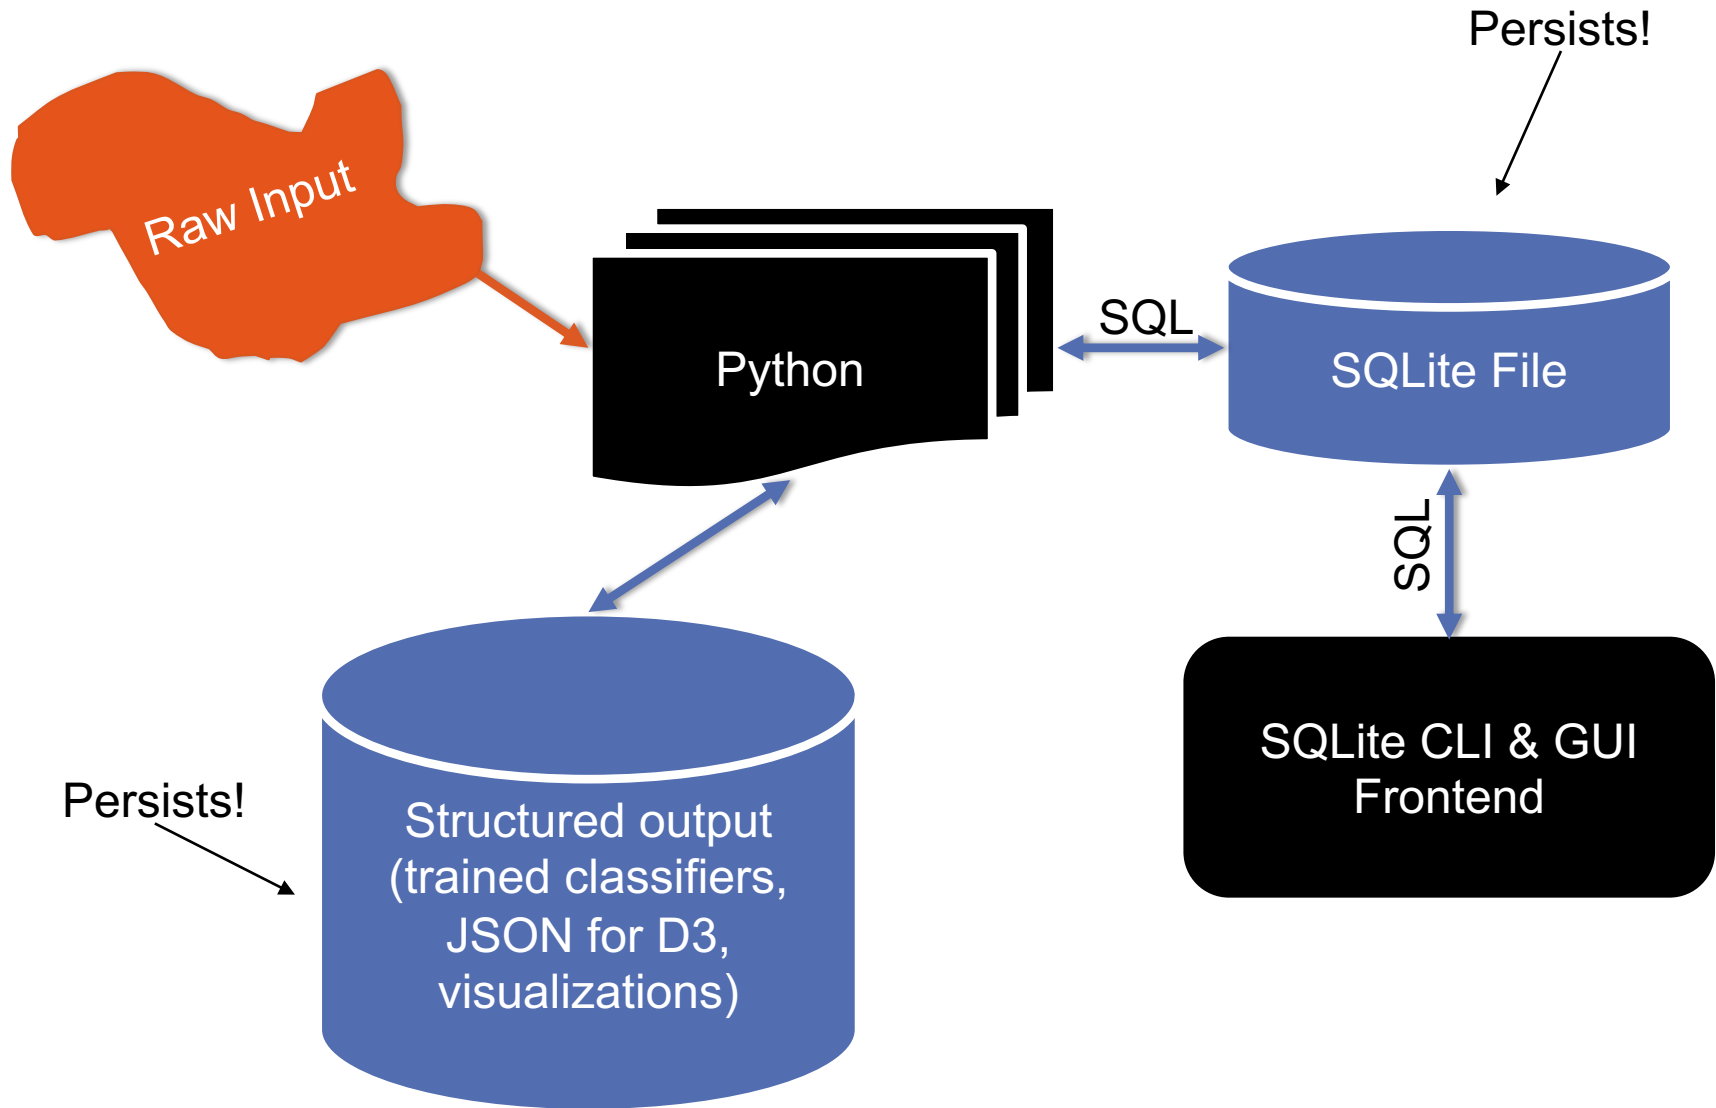 Persists!
Raw Input
Python
SQL
SQLite File
SQL
SQLite CLI & GUI
Frontend
Persists!
Structured output
(trained classifiers,
JSON for D3,
visualizations)